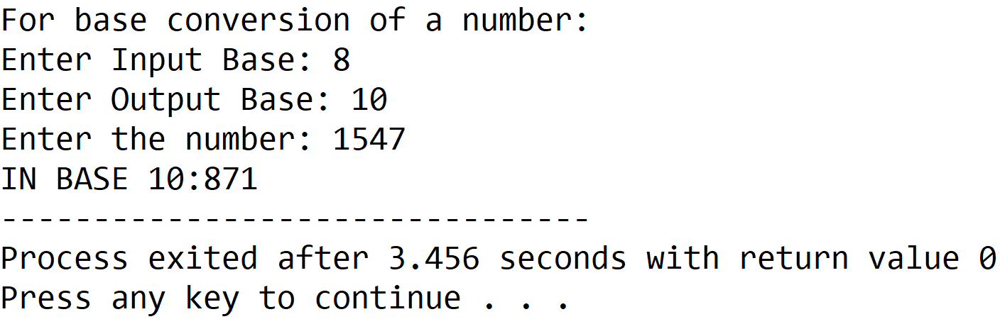 For base conversion of a number:
Enter Input Base: 8
Enter Output Base: 10
Enter the number: 1547
IN BASE 10:871
--------------------------------
Process exited after 3.456 seconds with return value 0
Press any key to continue . . .